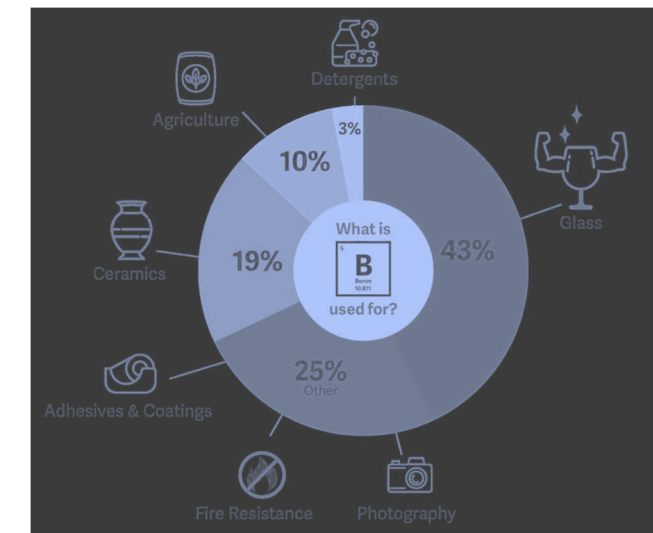 Detergents
Agriculture
3%
10%
Glass
What is
43%
19%
5
B
Boron
10.811
Ceramics
used for?
25%
Other
Adhesives & Coatings
Fire Resistance
Photography